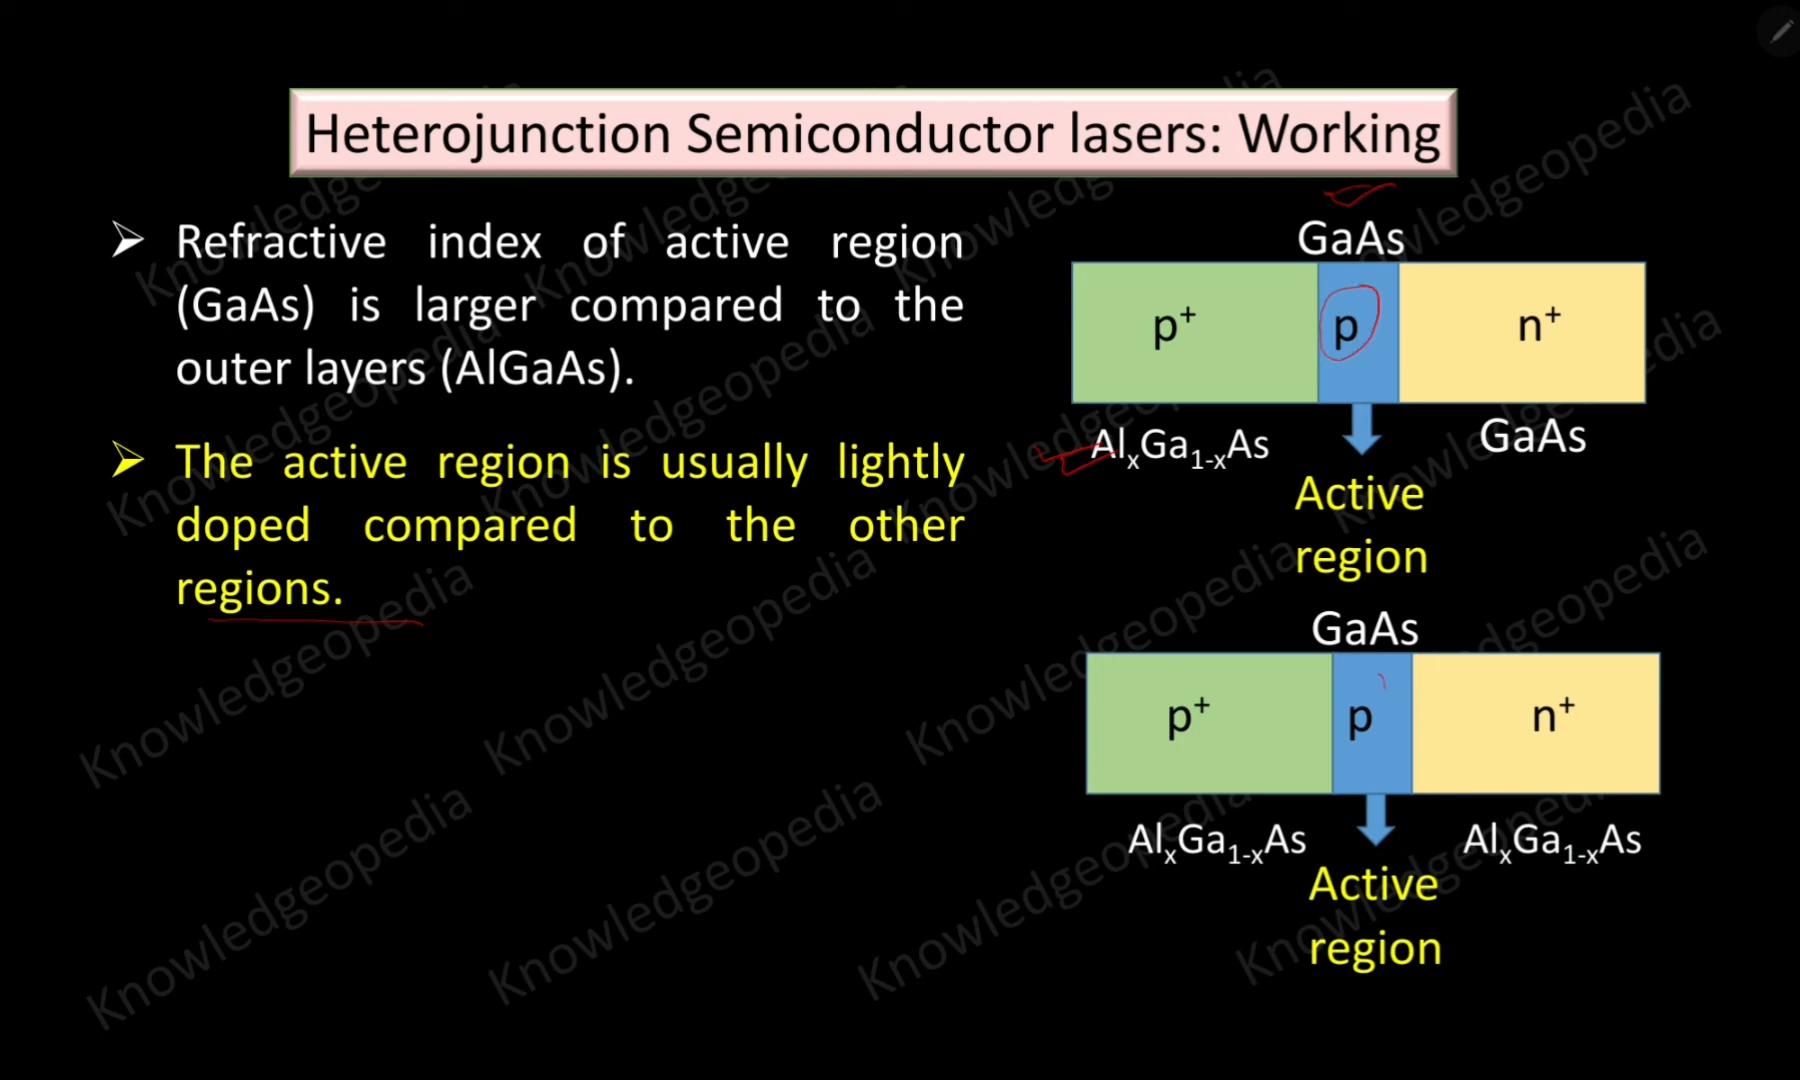 Heterojunction Semiconductor lasers: Working
Refractive index of active region
(GaAs) is larger compared to the
outer layers (AlGaAs).
The active region is usually lightly
doped compared to the other
regions.
GaAs
p⁺ p n⁺
AlₓGa₁₋ₓAs GaAs
Active
region
GaAs
p⁺ p n⁺
AlₓGa₁₋ₓAs AlₓGa₁₋ₓAs
Active
region
Knowledgeopedia